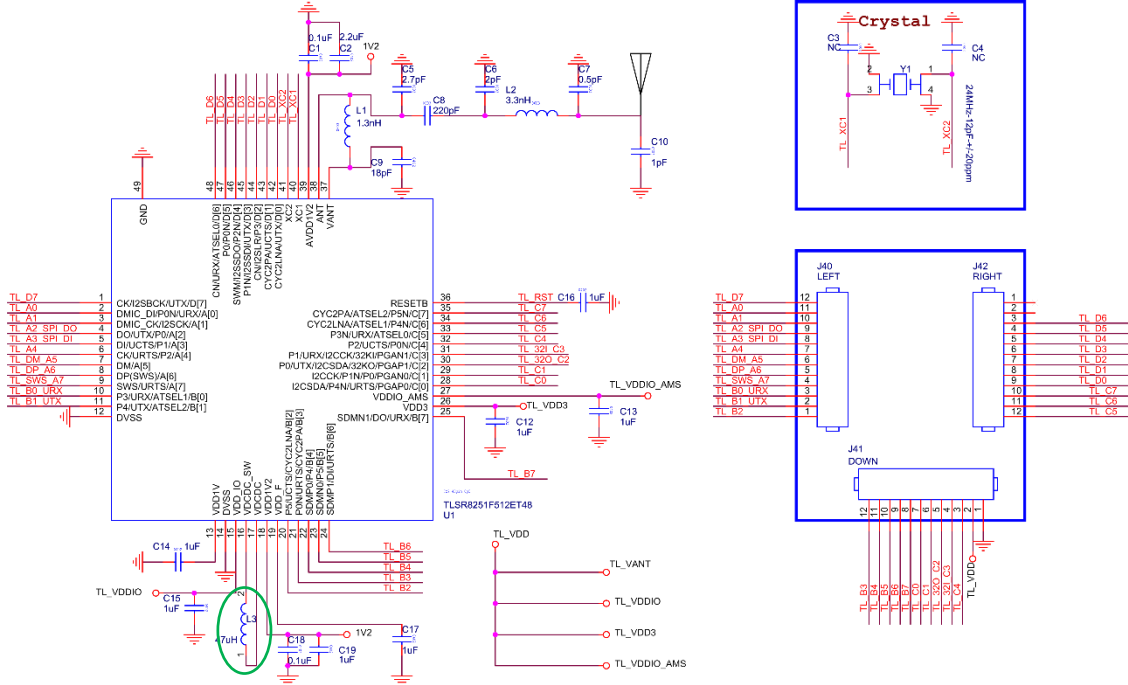 0.1uF
C1
2.2uF
C2
1V2
C5
2.7pF
C8
220pF
C6
2pF
L2
3.3nH
C7
0.5pF
C10
1pF
L1
1.3nH
C9
18pF
TL_D6
TL_D5
TL_D4
TL_D3
TL_D2
TL_D1
TL_D0
TL_XC2
TL_XC1
49
48
47
46
45
44
43
42
41
40
39
38
37
GND
CN/URX/ATSEL0/D[6]
P0/P0N/D[5]
SWM/I2SSDO/P2N/D[4]
P1N/I2SSDI/UTX/D[3]
CN/I2SLR/P3/D[2]
CYC2PA/UCTS/D[1]
CYC2LNA/UTX/D[0]
XC2
XC1
AVDD1V2
ANT
VANT
TL_D7 1 CK/I2SBCK/UTX/D[7]
TL_A0 2 DMIC_DI/P0N/URX/A[0]
TL_A1 3 DMIC_CK/I2SCK/A[1]
TL_A2_SPI_DO 4 DO/UTX/P0/A[2]
TL_A3_SPI_DI 5 DI/UCTS/P1/A[3]
TL_A4 6 CK/URTS/P2/A[4]
TL_DM_A5 7 DM/A[5]
TL_DP_A6 8 DP(SWS)/A[6]
TL_SWS_A7 9 SWS/URTS/A[7]
TL_B0_URX 10 P3/URX/ATSEL1/B[0]
TL_B1_UTX 11 P4/UTX/ATSEL2/B[1]
12 DVSS
RESETB 36 TL_RST C16 1uF
CYC2PA/ATSEL2/P5N/C[7] 35 TL_C7
CYC2LNA/ATSEL1/P4N/C[6] 34 TL_C6
P3N/URX/ATSEL0/C[5] 33 TL_C5
P2/UCTS/P0N/C[4] 32 TL_C4
P1/URX/I2CCK/32KI/PGAN1/C[3] 31 TL_32I_C3
P0/UTX/I2CSDA/32KO/PGAP1/C[2] 30 TL_32O_C2
I2CCK/P1N/P0/PGAN0/C[1] 29 TL_C1
I2CSDA/P4N/URTS/PGAP0/C[0] 28 TL_C0
VDDIO_AMS 27 TL_VDDIO_AMS
VDD3 26 TL_VDD3
SDMN1/DO/URX/B[7] 25
C12
1uF
C13
1uF
TL_B7
TLSR8251F512ET48
U1
VDD1V
DVSS
VDD_IO
VDCDC_SW
VDCDC
VDD1V2
VDD_F
P5/UCTS/CYC2LNA/B[2]
P0N/URTS/CYC2PA/B[3]
SDMP0/P4/B[4]
SDMN0/P5/B[5]
SDMP1/DI/URTS/B[6]
13
14
15
16
17
18
19
20
21
22
23
24
C14 1uF
TL_B6
TL_B5
TL_B4
TL_B3
TL_B2
TL_VDDIO
C15
1uF
2
L3
47uH
1
1V2
C18
0.1uF
C19
1uF
C17
1uF
TL_VDD
TL_VANT
TL_VDDIO
TL_VDD3
TL_VDDIO_AMS
Crystal
C3
NC
C4
NC
2
Y1
1
3
4
24MHz-12pF-+/-20ppm
TL_XC1
TL_XC2
J40
LEFT
J42
RIGHT
TL_D7 12
TL_A0 11
TL_A1 10
TL_A2_SPI_DO 9
TL_A3_SPI_DI 8
TL_A4 7
TL_DM_A5 6
TL_DP_A6 5
TL_SWS_A7 4
TL_B0_URX 3
TL_B1_UTX 2
TL_B2 1
1
2
3 TL_D6
4 TL_D5
5 TL_D4
6 TL_D3
7 TL_D2
8 TL_D1
9 TL_D0
10 TL_C7
11 TL_C6
12 TL_C5
J41
DOWN
12
11
10
9
8
7
6
5
4
3
2
1
TL_B3
TL_B4
TL_B5
TL_B6
TL_B7
TL_C0
TL_C1
TL_32O_C2
TL_32I_C3
TL_C4
TL_VDD